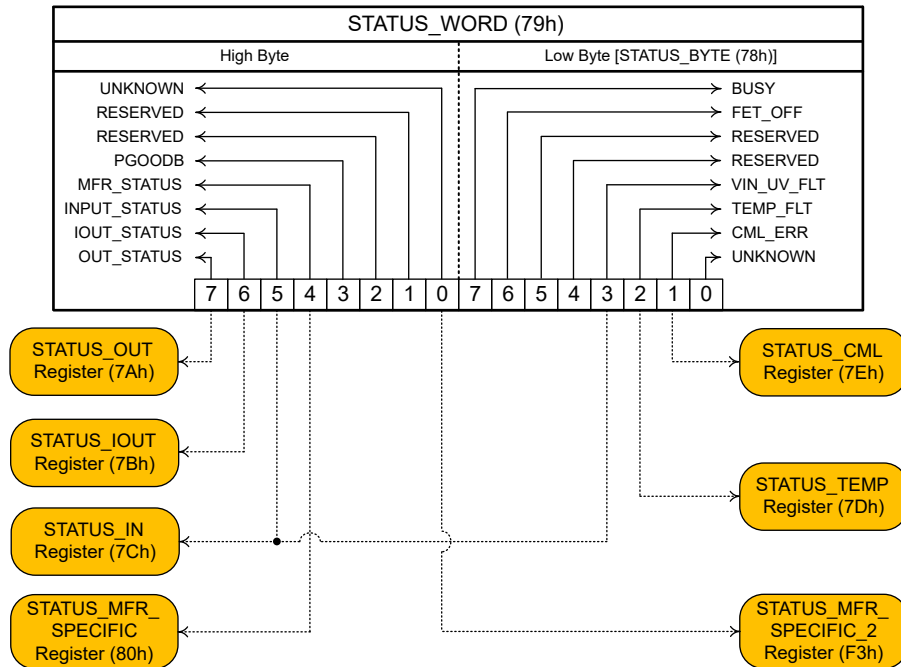 STATUS_WORD (79h)
High Byte
Low Byte [STATUS_BYTE (78h)]
UNKNOWN
RESERVED
RESERVED
PGOODB
MFR_STATUS
INPUT_STATUS
IOUT_STATUS
OUT_STATUS
BUSY
FET_OFF
RESERVED
RESERVED
VIN_UV_FLT
TEMP_FLT
CML_ERR
UNKNOWN
7 6 5 4 3 2 1 0 7 6 5 4 3 2 1 0
STATUS_OUT
Register (7Ah)
STATUS_IOUT
Register (7Bh)
STATUS_IN
Register (7Ch)
STATUS_MFR_
SPECIFIC
Register (80h)
STATUS_CML
Register (7Eh)
STATUS_TEMP
Register (7Dh)
STATUS_MFR_
SPECIFIC_2
Register (F3h)